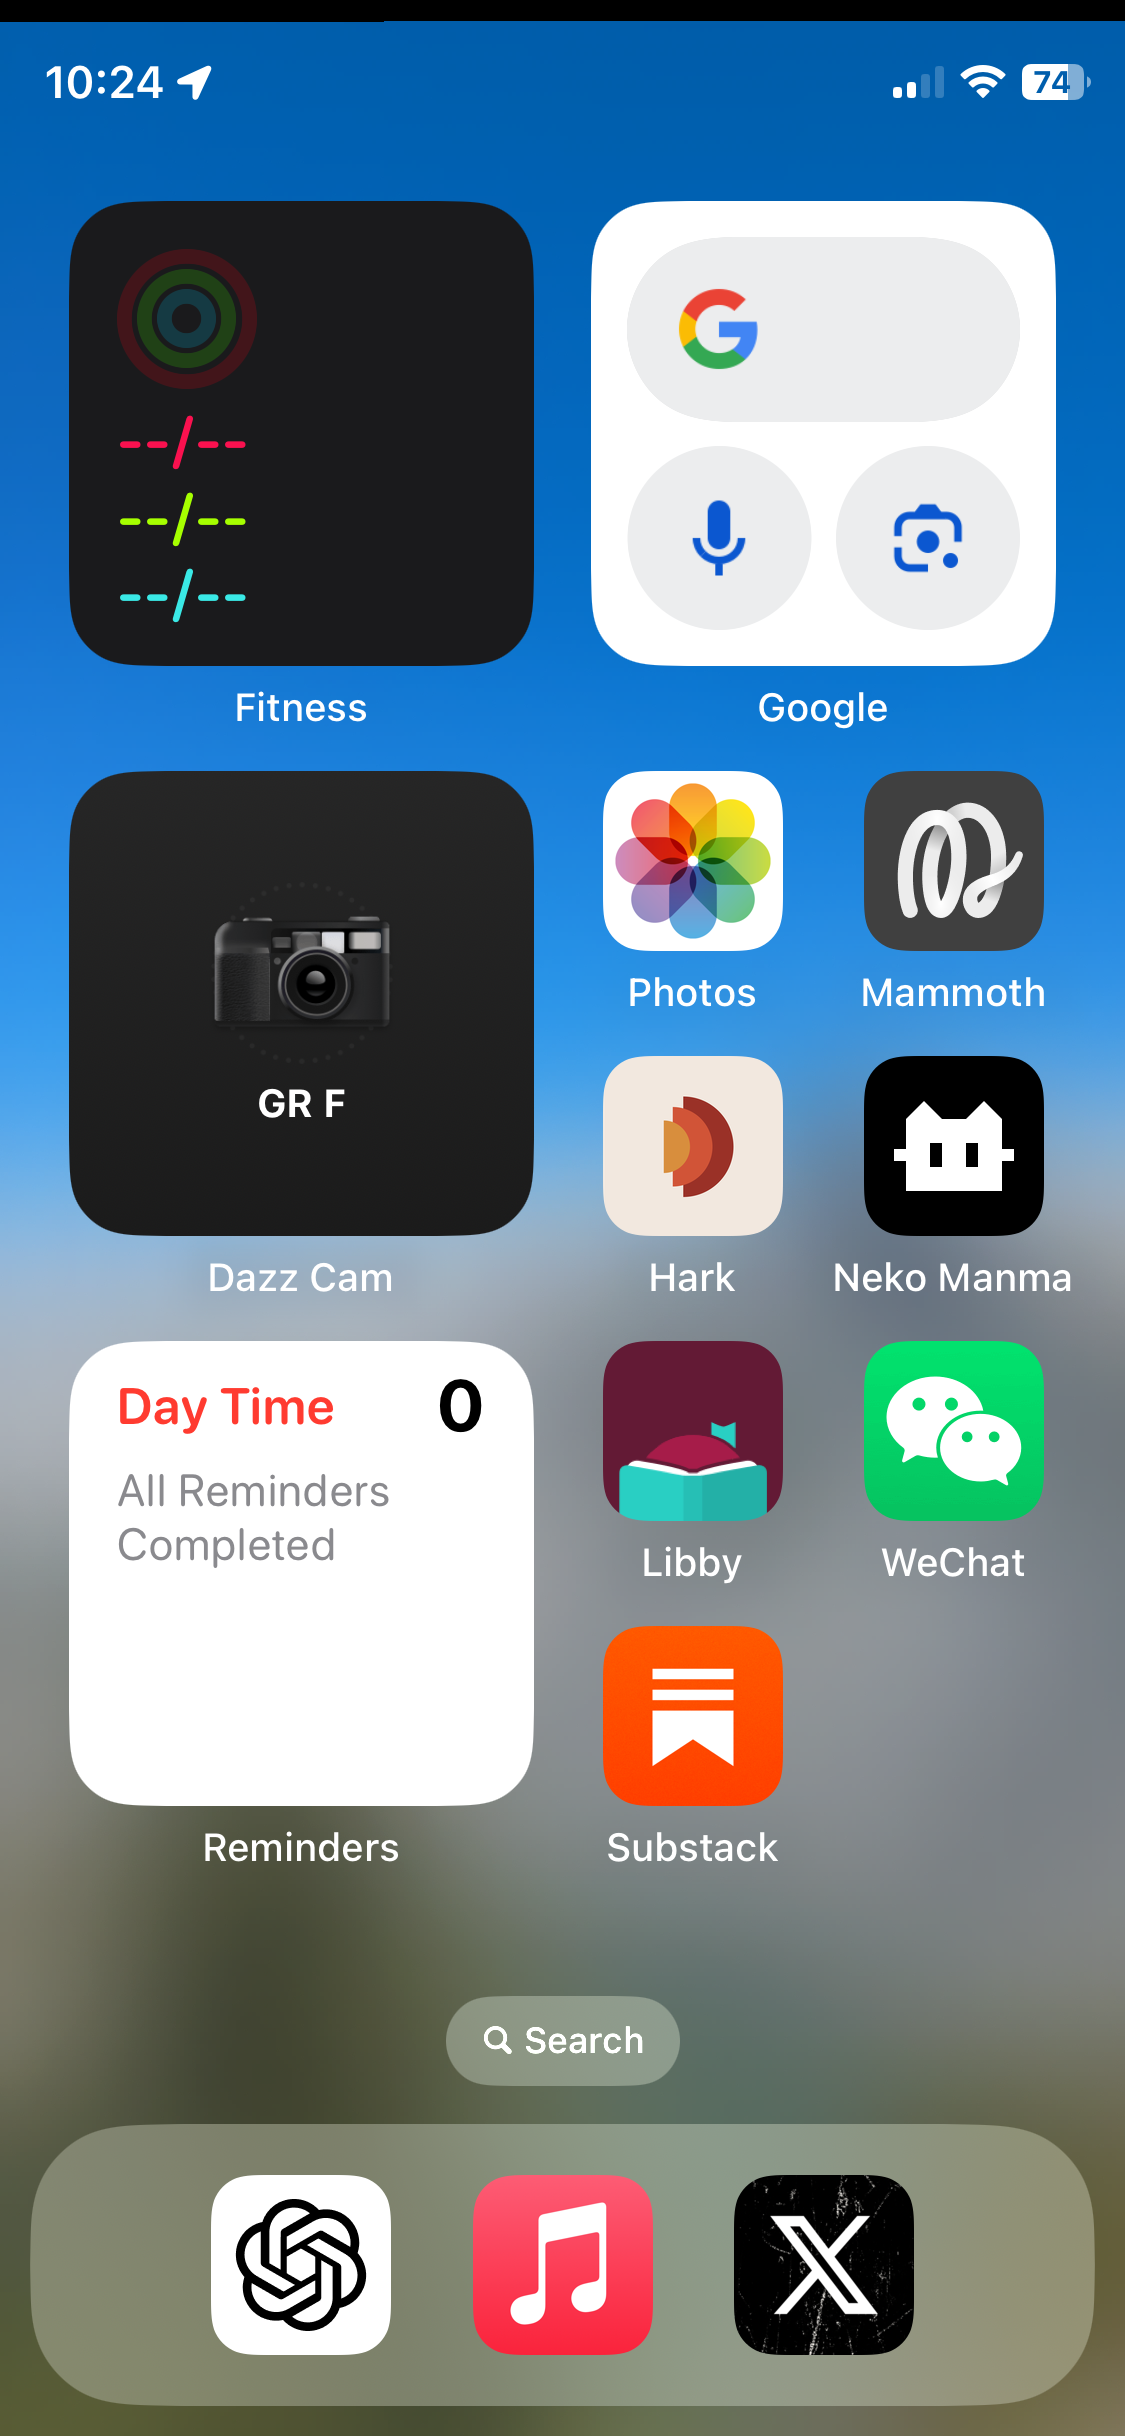 10:24
74
--/--
--/--
--/--
Fitness
Google
GR F
Dazz Cam
Photos
Mammoth
Hark
Neko Manma
Day Time
0
All Reminders
Completed
Reminders
Libby
WeChat
Substack
Search